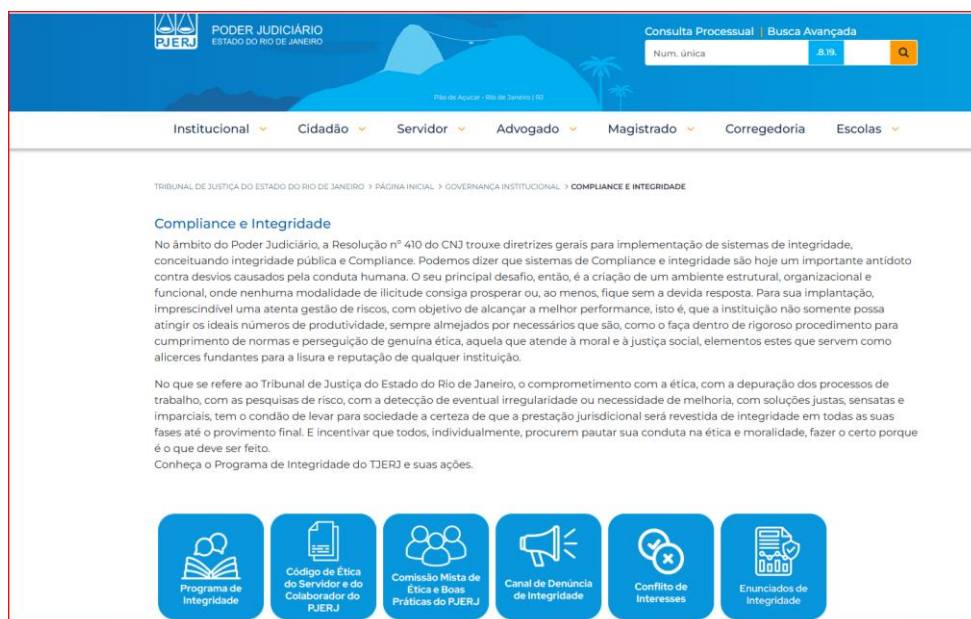 PJERJ
PODER JUDICIÁRIO
ESTADO DO RIO DE JANEIRO
Consulta Processual | Busca Avançada
Num. única
.8.19.
Pão de Açucar - Rio de Janeiro | RJ
Institucional
Cidadão
Servidor
Advogado
Magistrado
Corregedoria
Escolas
TRIBUNAL DE JUSTIÇA DO ESTADO DO RIO DE JANEIRO > PÁGINA INICIAL > GOVERNANÇA INSTITUCIONAL > COMPLIANCE E INTEGRIDADE
Compliance e Integridade
No âmbito do Poder Judiciário, a Resolução nº 410 do CNJ trouxe diretrizes gerais para implementação de sistemas de integridade,
conceituando integridade pública e Compliance. Podemos dizer que sistemas de Compliance e integridade são hoje um importante antídoto
contra desvios causados pela conduta humana. O seu principal desafio, então, é a criação de um ambiente estrutural, organizacional e
funcional, onde nenhuma modalidade de ilicitude consiga prosperar ou, ao menos, fique sem a devida resposta. Para sua implantação,
imprescindível uma atenta gestão de riscos, com objetivo de alcançar a melhor performance, isto é, que a instituição não somente possa
atingir os ideais números de produtividade, sempre almejados por necessários que são, como o faça dentro de rigoroso procedimento para
cumprimento de normas e perseguição de genuína ética, aquela que atende à moral e à justiça social, elementos estes que servem como
alicerces fundantes para a lisura e reputação de qualquer instituição.
No que se refere ao Tribunal de Justiça do Estado do Rio de Janeiro, o comprometimento com a ética, com a depuração dos processos de
trabalho, com as pesquisas de risco, com a detecção de eventual irregularidade ou necessidade de melhoria, com soluções justas, sensatas e
imparciais, tem o condão de levar para sociedade a certeza de que a prestação jurisdicional será revestida de integridade em todas as suas
fases até o provimento final. E incentivar que todos, individualmente, procurem pautar sua conduta na ética e moralidade, fazer o certo porque
é o que deve ser feito.
Conheça o Programa de Integridade do TJERJ e suas ações.
Programa de
Integridade
Código de Ética
do Servidor e do
Colaborador do
PJERJ
Comissão Mista de
Ética e Boas
Práticas do PJERJ
Canal de Denúncia
de Integridade
Conflito de
Interesses
Enunciados de
Integridade